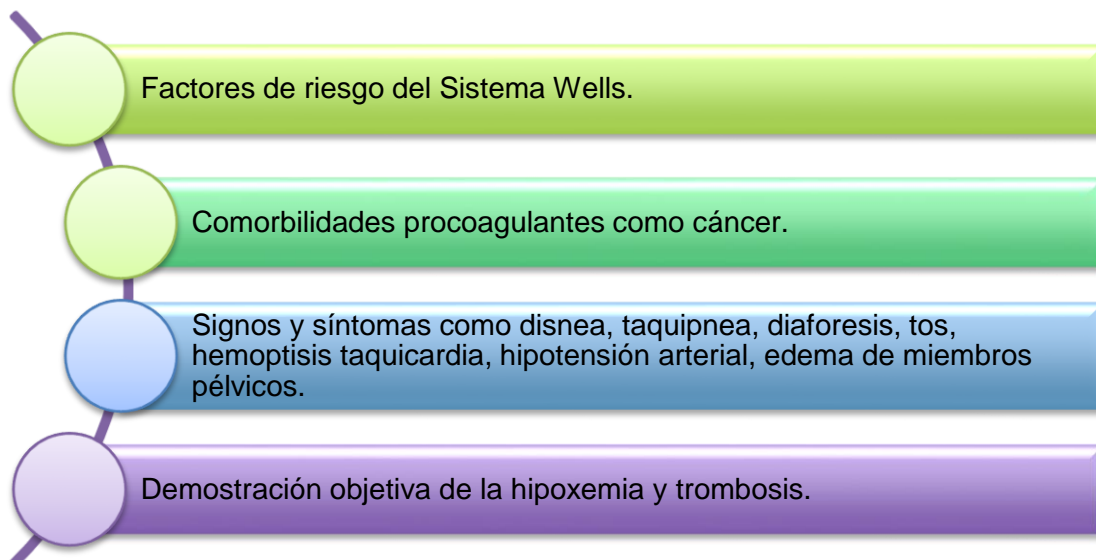 Factores de riesgo del Sistema Wells.
Comorbilidades procoagulantes como cáncer.
Signos y síntomas como disnea, taquipnea, diaforesis, tos,
hemoptisis taquicardia, hipotensión arterial, edema de miembros
pélvicos.
Demostración objetiva de la hipoxemia y trombosis.